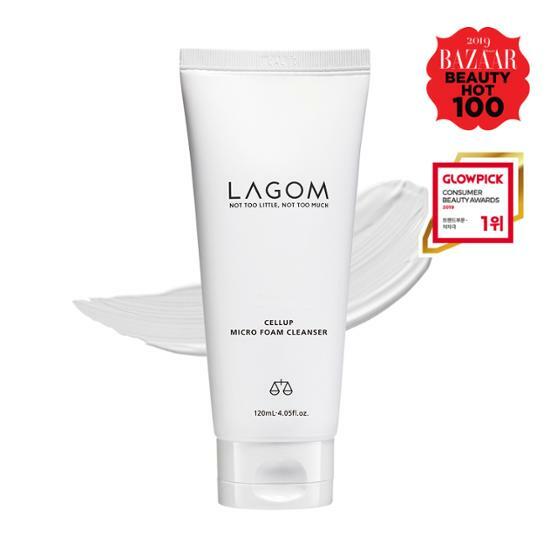 2019
BAZAAR
BEAUTY
HOT
100
GLOWPICK
CONSUMER
BEAUTY AWARDS
2019
1위
LAGOM
NOT TOO LITTLE, NOT TOO MUCH
CELLUP
MICRO FOAM CLEANSER
120mL·4.05fl.oz.